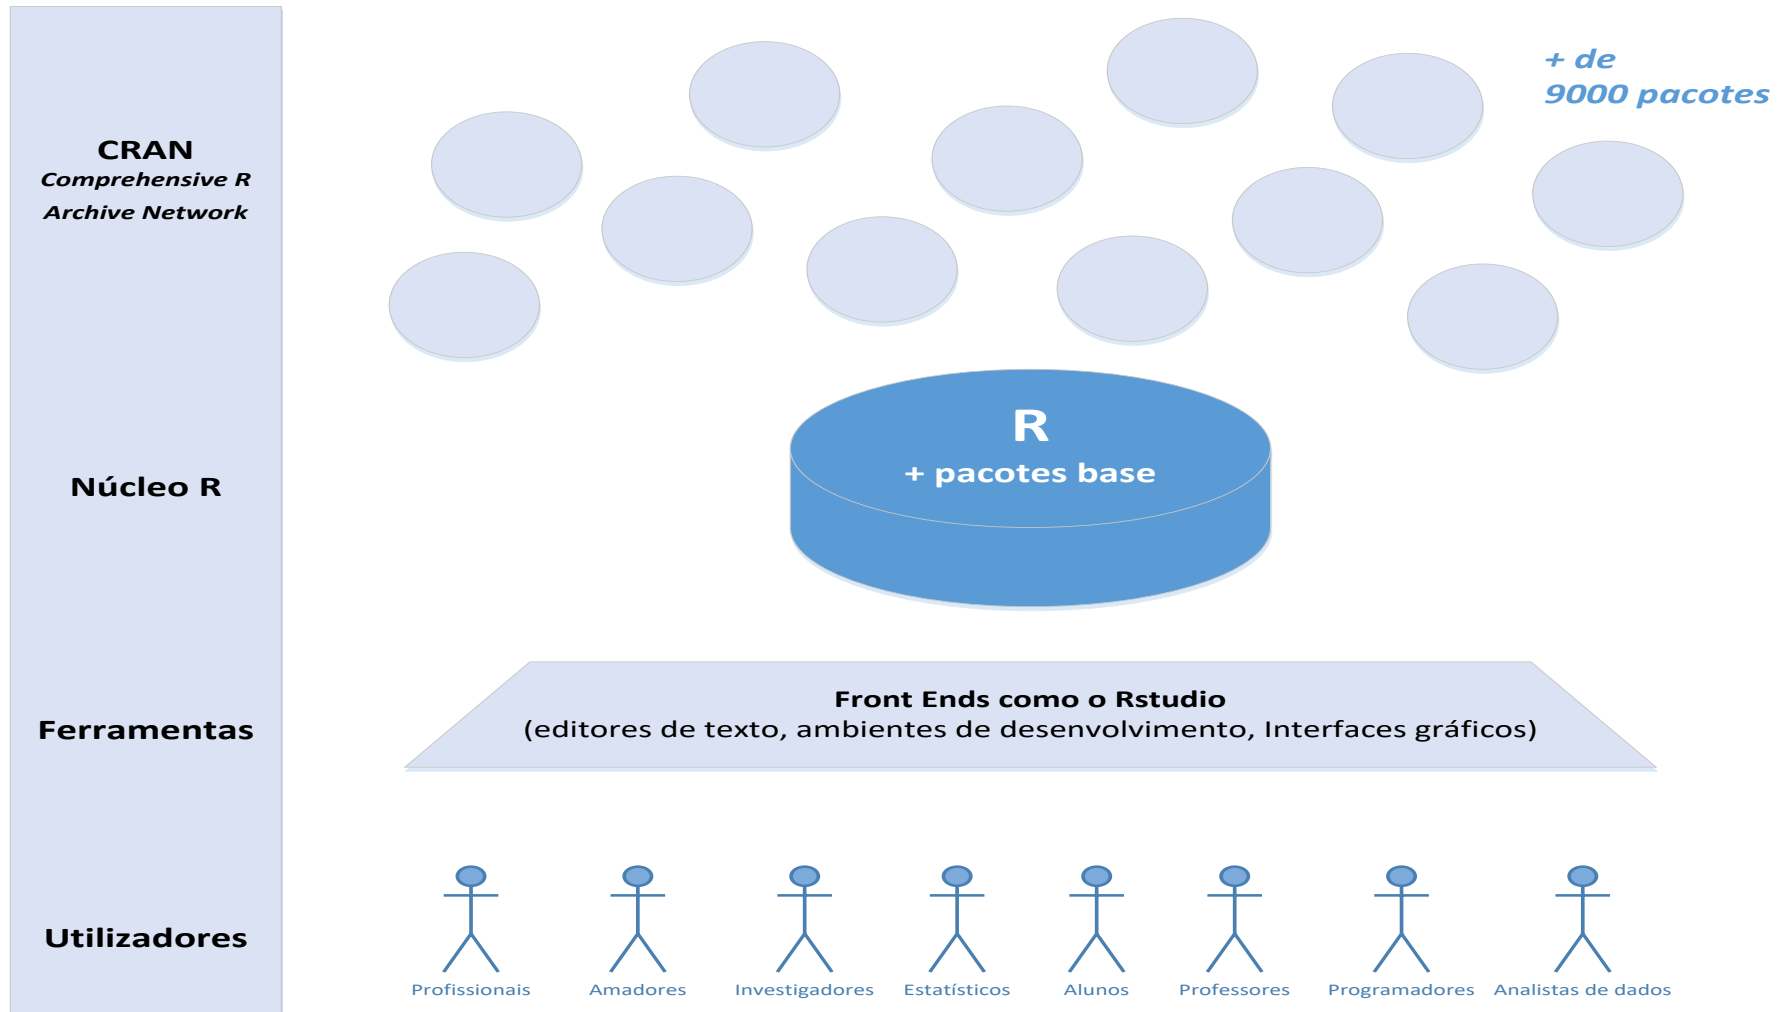 + de
9000 pacotes
CRAN
Comprehensive R
Archive Network
R
+ pacotes base
Núcleo R
Front Ends como o Rstudio
(editores de texto, ambientes de desenvolvimento, Interfaces gráficos)
Ferramentas
Utilizadores
Profissionais
Amadores
Investigadores
Estatísticos
Alunos
Professores
Programadores
Analistas de dados